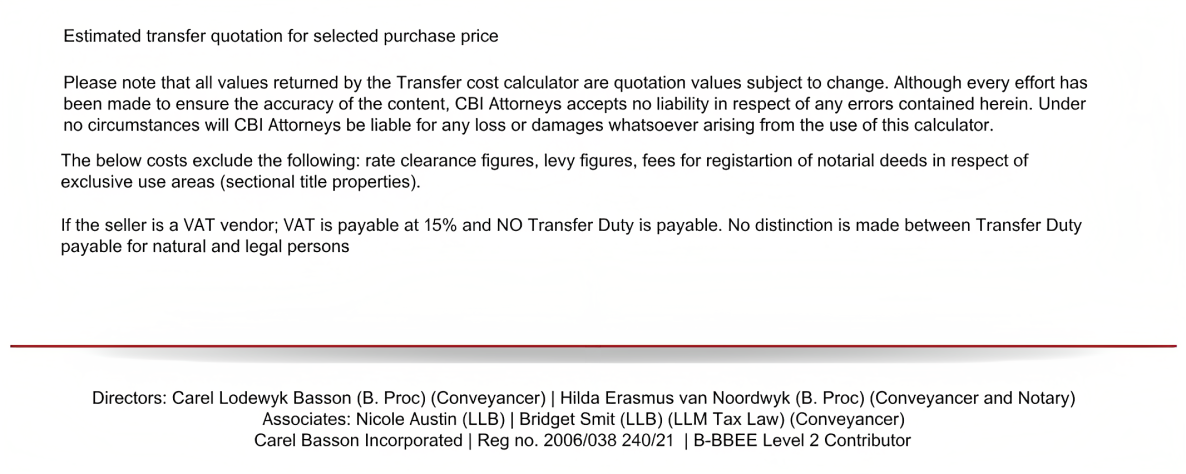 Estimated transfer quotation for selected purchase price
Please note that all values returned by the Transfer cost calculator are quotation values subject to change. Although every effort has
been made to ensure the accuracy of the content, CBI Attorneys accepts no liability in respect of any errors contained herein. Under
no circumstances will CBI Attorneys be liable for any loss or damages whatsoever arising from the use of this calculator.
The below costs exclude the following: rate clearance figures, levy figures, fees for registartion of notarial deeds in respect of
exclusive use areas (sectional title properties).
If the seller is a VAT vendor; VAT is payable at 15% and NO Transfer Duty is payable. No distinction is made between Transfer Duty
payable for natural and legal persons
Directors: Carel Lodewyk Basson (B. Proc) (Conveyancer) | Hilda Erasmus van Noordwyk (B. Proc) (Conveyancer and Notary)
Associates: Nicole Austin (LLB) | Bridget Smit (LLB) (LLM Tax Law) (Conveyancer)
Carel Basson Incorporated | Reg no. 2006/038 240/21 | B-BBEE Level 2 Contributor